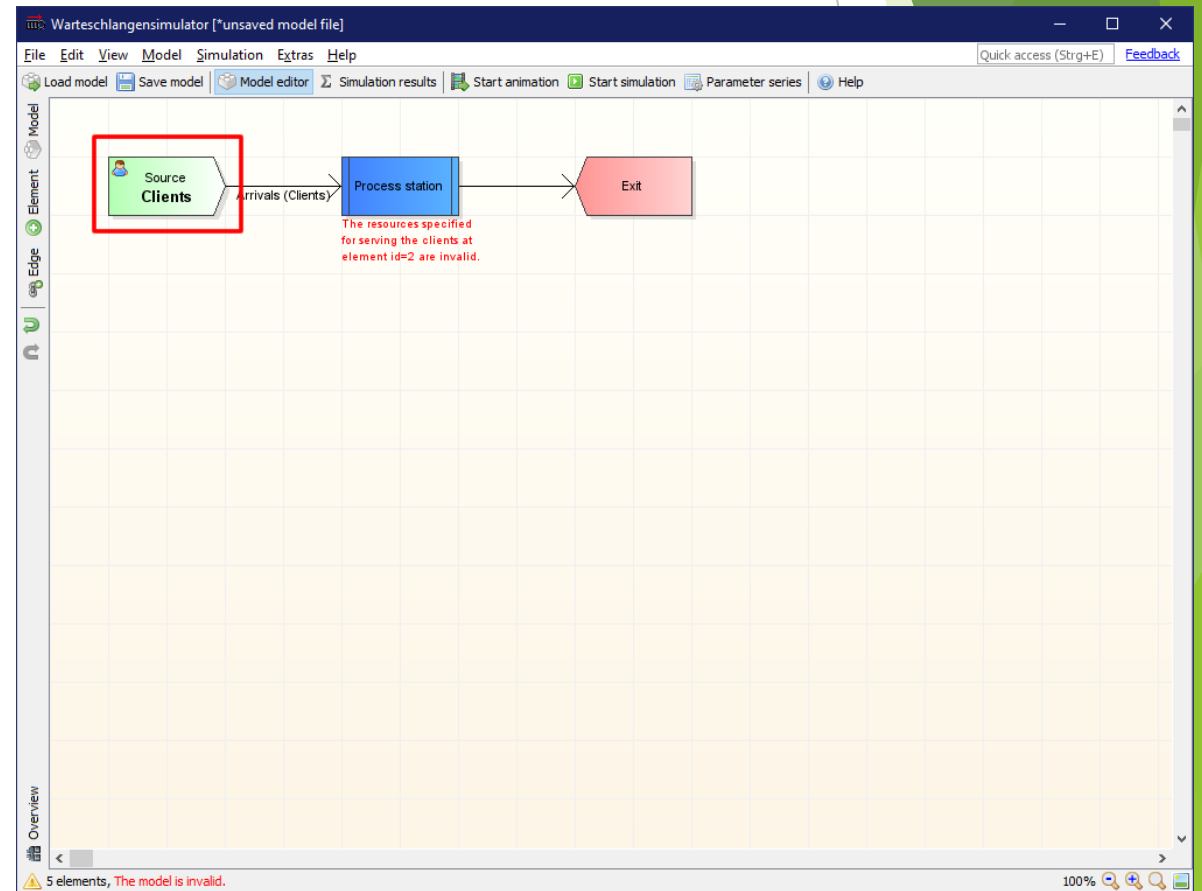 Warteschlangensimulator [*unsaved model file]
File Edit View Model Simulation Extras Help
Quick access (Strg+E) Feedback
Load model Save model Model editor Σ Simulation results Start animation Start simulation Parameter series Help
Model
Element
Edge
Overview
Source
Clients
Arrivals (Clients)
Process station
Exit
The resources specified
for serving the clients at
element id=2 are invalid.
5 elements, The model is invalid.
100%